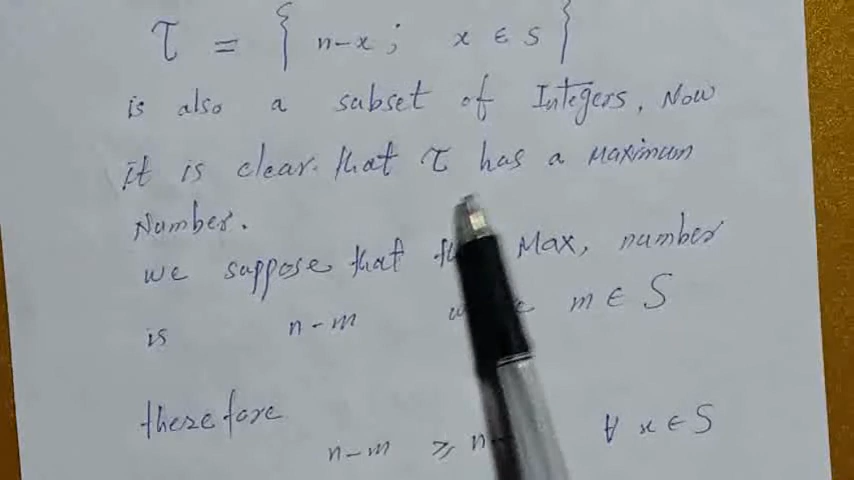 τ = { n-x ; x ∈ S }
is also a subset of Integers, Now
it is clear. that τ has a Maximum
Number.
we suppose that Max, number
is n-m m ∈ S
therefore
n-m ≥ n- ∀ x ∈ S